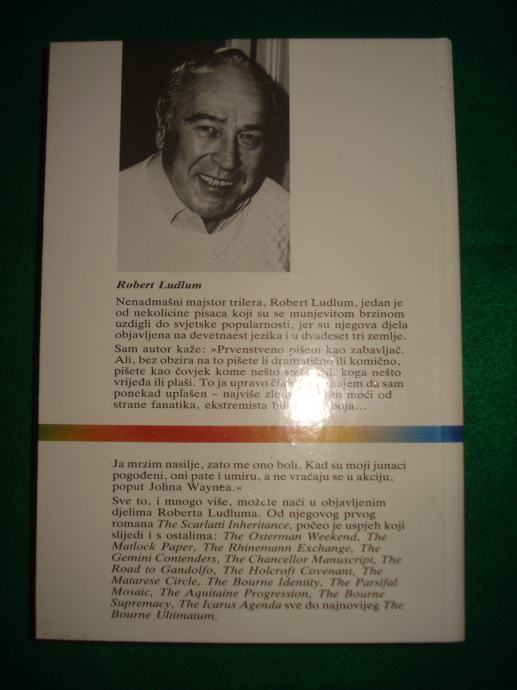 Robert Ludlum
Nenadmašni majstor trilera, Robert Ludlum, jedan je
od nekolicine pisaca koji su se munjevitom brzinom
uzdigli do svjetske popularnosti, jer su njegova djela
objavljena na devetnaest jezika i u dvadeset tri zemlje.
Sam autor kaže: »Prvenstveno pišem kao zabavljač.
Ali, bez obzira na to pišete li dramatično ili komično,
pišete kao čovjek kome nešto koga nešto
vrijeđa ili plaši. To ja upravo da sam
ponekad uplašen – najviše moći od
strane fanatika, ekstremista boja...
Ja mrzim nasilje, zato me ono boli. Kad su moji junaci
pogođeni, oni pate i umiru, a ne vraćaju se u akciju,
poput Johna Waynea.«
Sve to, i mnogo više, možete naći u objavljenim
djelima Roberta Ludluma. Od njegovog prvog
romana The Scarlatti Inheritance, počeo je uspjeh koji
slijedi i s ostalima: The Osterman Weekend, The
Matlock Paper, The Rhinemann Exchange, The
Gemini Contenders, The Chancellor Manuscript, The
Road to Gandolfo, The Holcroft Covenant, The
Matarese Circle, The Bourne Identity, The Parsifal
Mosaic, The Aquitaine Progression, The Bourne
Supremacy, The Icarus Agenda sve do najnovijeg The
Bourne Ultimatum.